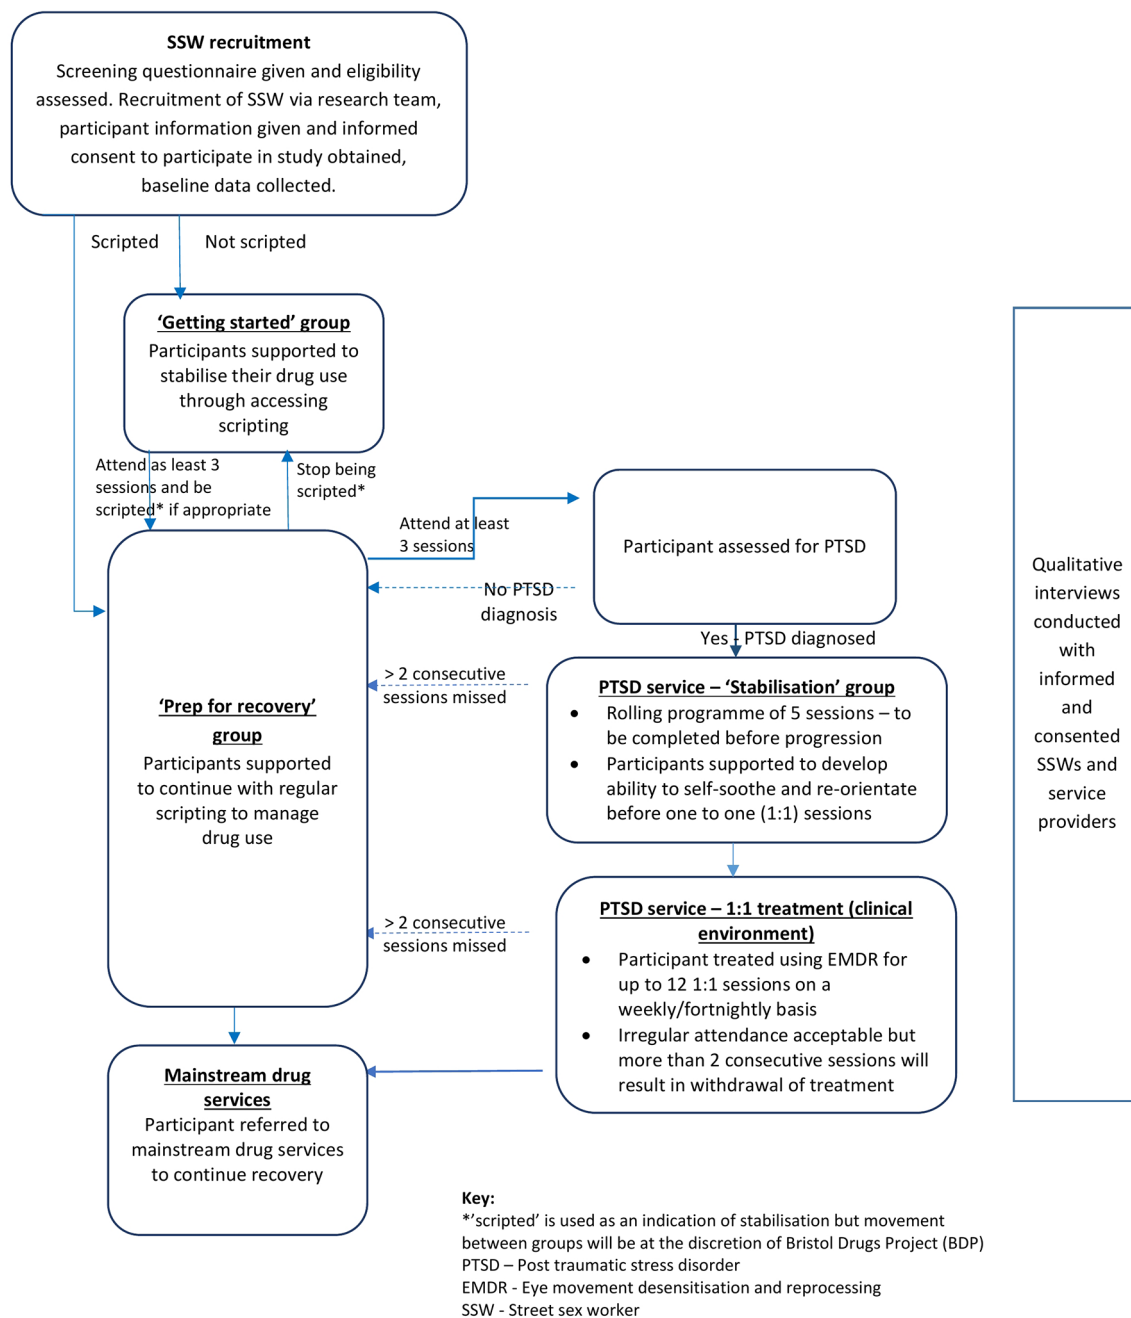 SSW recruitment
Screening questionnaire given and eligibility
assessed. Recruitment of SSW via research team,
participant information given and informed
consent to participate in study obtained,
baseline data collected.
Scripted
Not scripted
‘Getting started’ group
Participants supported to
stabilise their drug use
through accessing
scripting
Attend as least 3
sessions and be
scripted* if appropriate
Stop being
scripted*
Attend at least
3 sessions
Participant assessed for PTSD
No PTSD
diagnosis
Yes - PTSD diagnosed
> 2 consecutive
sessions missed
PTSD service – ‘Stabilisation’ group
• Rolling programme of 5 sessions – to
be completed before progression
• Participants supported to develop
ability to self-soothe and re-orientate
before one to one (1:1) sessions
‘Prep for recovery’
group
Participants supported
to continue with regular
scripting to manage
drug use
> 2 consecutive
sessions missed
PTSD service – 1:1 treatment (clinical
environment)
• Participant treated using EMDR for
up to 12 1:1 sessions on a
weekly/fortnightly basis
• Irregular attendance acceptable but
more than 2 consecutive sessions will
result in withdrawal of treatment
Mainstream drug
services
Participant referred to
mainstream drug services
to continue recovery
Qualitative
interviews
conducted
with
informed
and
consented
SSWs and
service
providers
Key:
*’scripted’ is used as an indication of stabilisation but movement
between groups will be at the discretion of Bristol Drugs Project (BDP)
PTSD – Post traumatic stress disorder
EMDR - Eye movement desensitisation and reprocessing
SSW - Street sex worker